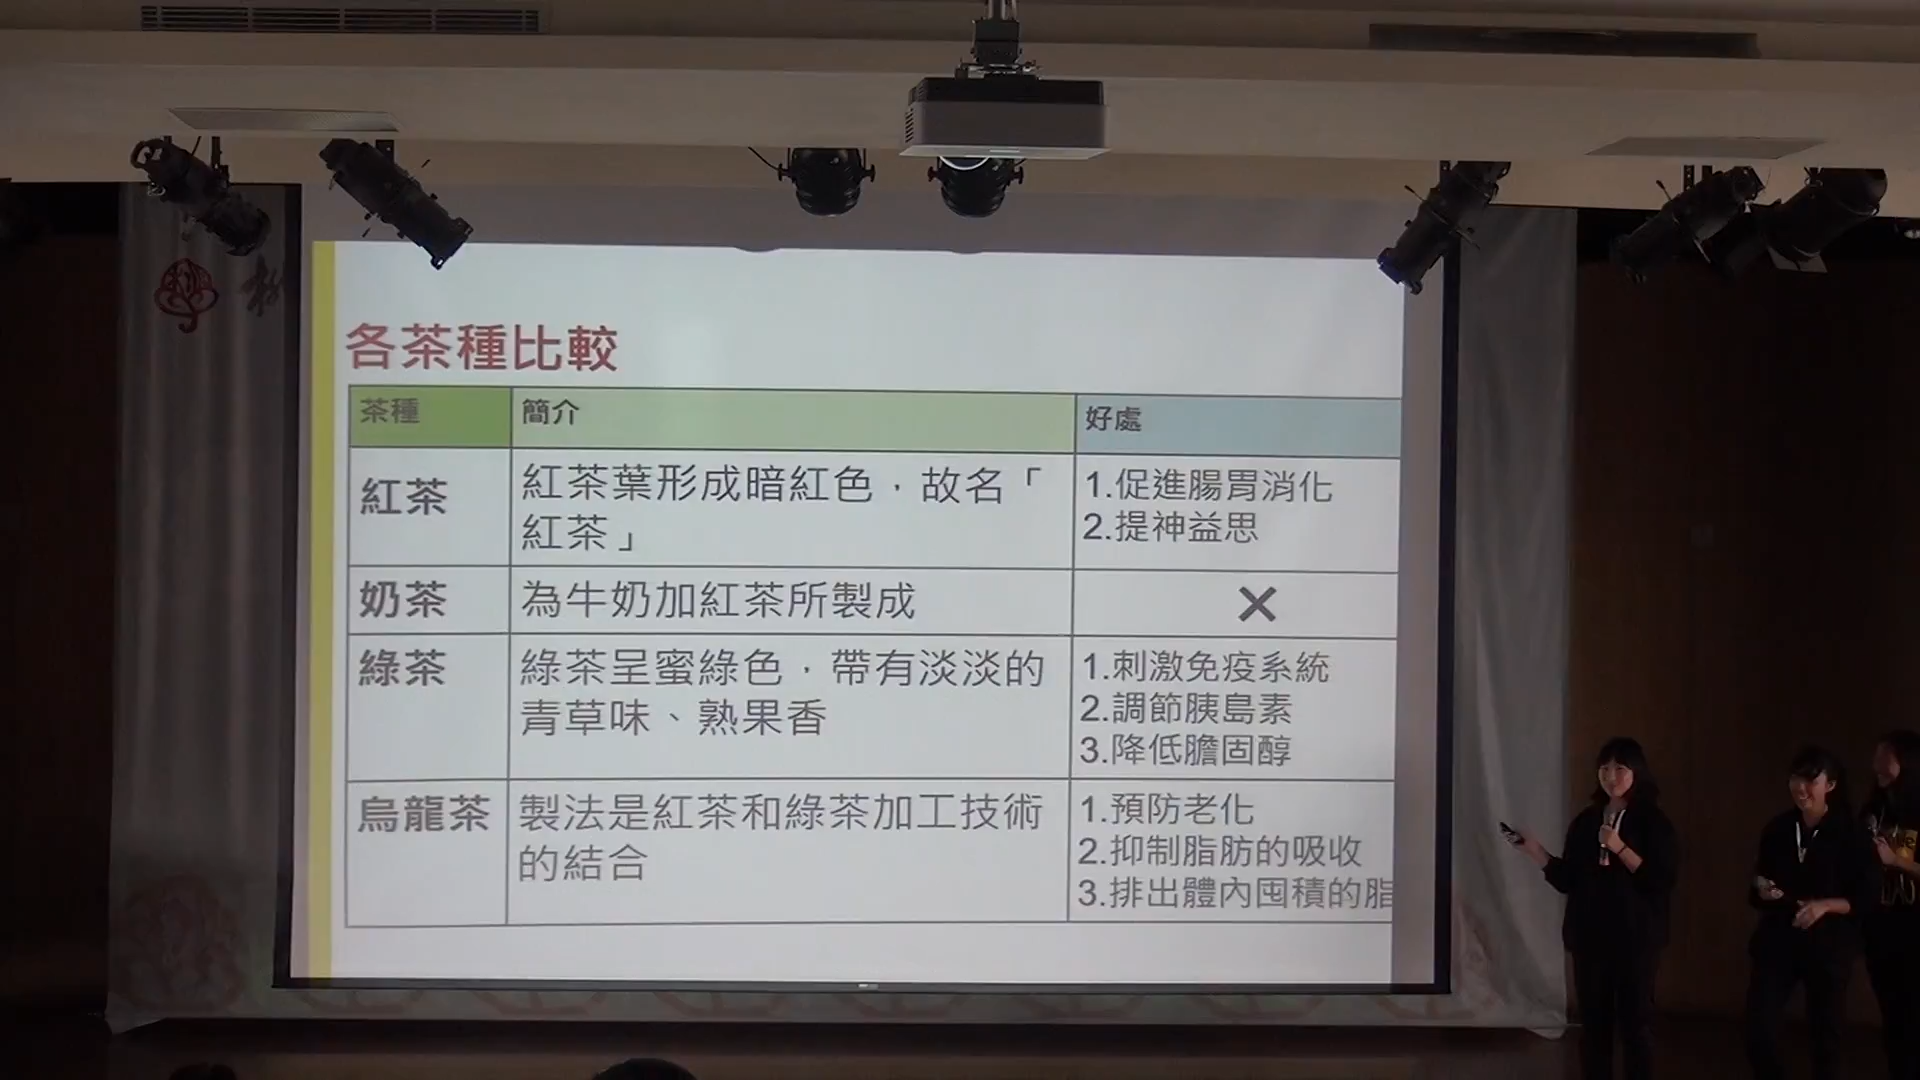 各茶種比較
茶種 簡介 好處
紅茶
紅茶葉形成暗紅色，故名「
紅茶」
1.促進腸胃消化
2.提神益思
奶茶
為牛奶加紅茶所製成
✕
綠茶
綠茶呈蜜綠色，帶有淡淡的
青草味、熟果香
1.刺激免疫系統
2.調節胰島素
3.降低膽固醇
烏龍茶
製法是紅茶和綠茶加工技術
的結合
1.預防老化
2.抑制脂肪的吸收
3.排出體內囤積的脂